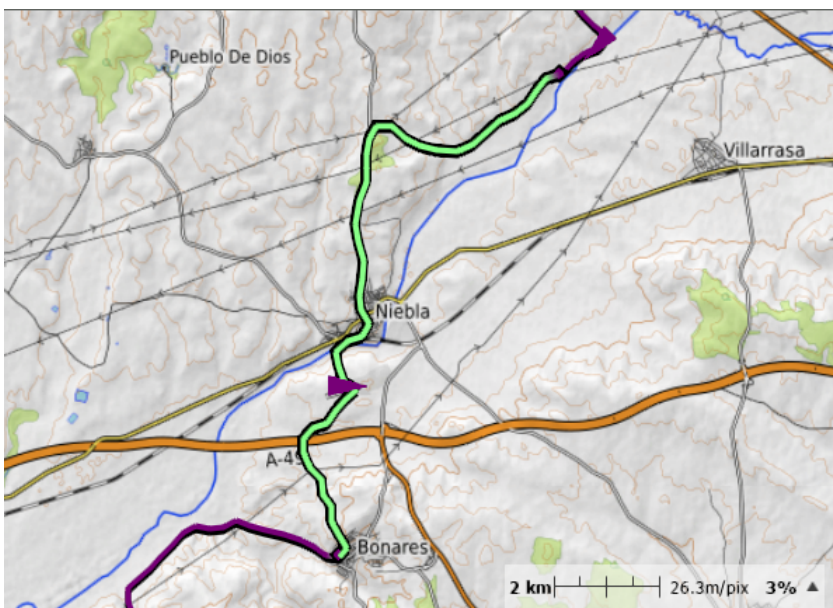 Pueblo De Dios
Villarrasa
Niebla
A-49
Bonares
2 km 26.3m/pix 3% ▲